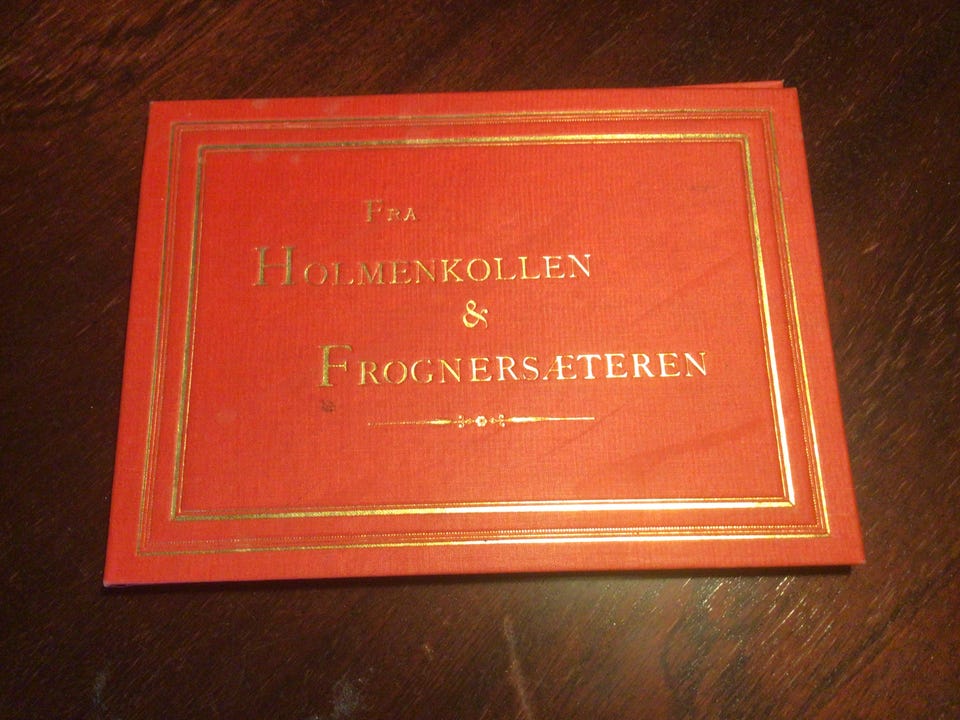 FRA
HOLMENKOLLEN
&
FROGNERSÆTEREN